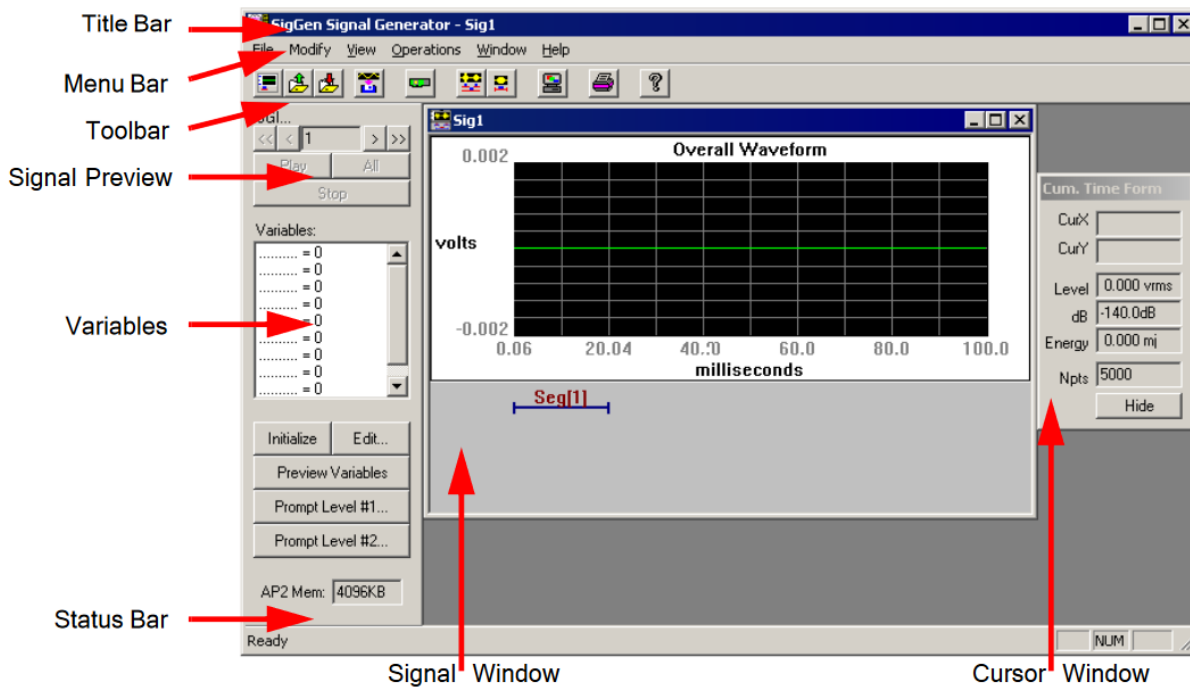 Title Bar
Menu Bar
Toolbar
Signal Preview
Variables
Status Bar
SigGen Signal Generator - Sig1
File Modify View Operations Window Help
SGI...
<< < 1 > >>
Play All
Stop
Variables:
......... = 0
......... = 0
......... = 0
......... = 0
......... = 0
......... = 0
......... = 0
......... = 0
......... = 0
Initialize Edit...
Preview Variables
Prompt Level #1...
Prompt Level #2...
AP2 Mem: 4096KB
Ready
NUM
Sig1
Overall Waveform
0.002
volts
-0.002
0.06 20.04 40.0 60.0 80.0 100.0
milliseconds
Seg[1]
Cum. Time Form
CurX
CurY
Level 0.000 vrms
dB -140.0dB
Energy 0.000 mj
Npts 5000
Hide
Signal Window
Cursor Window